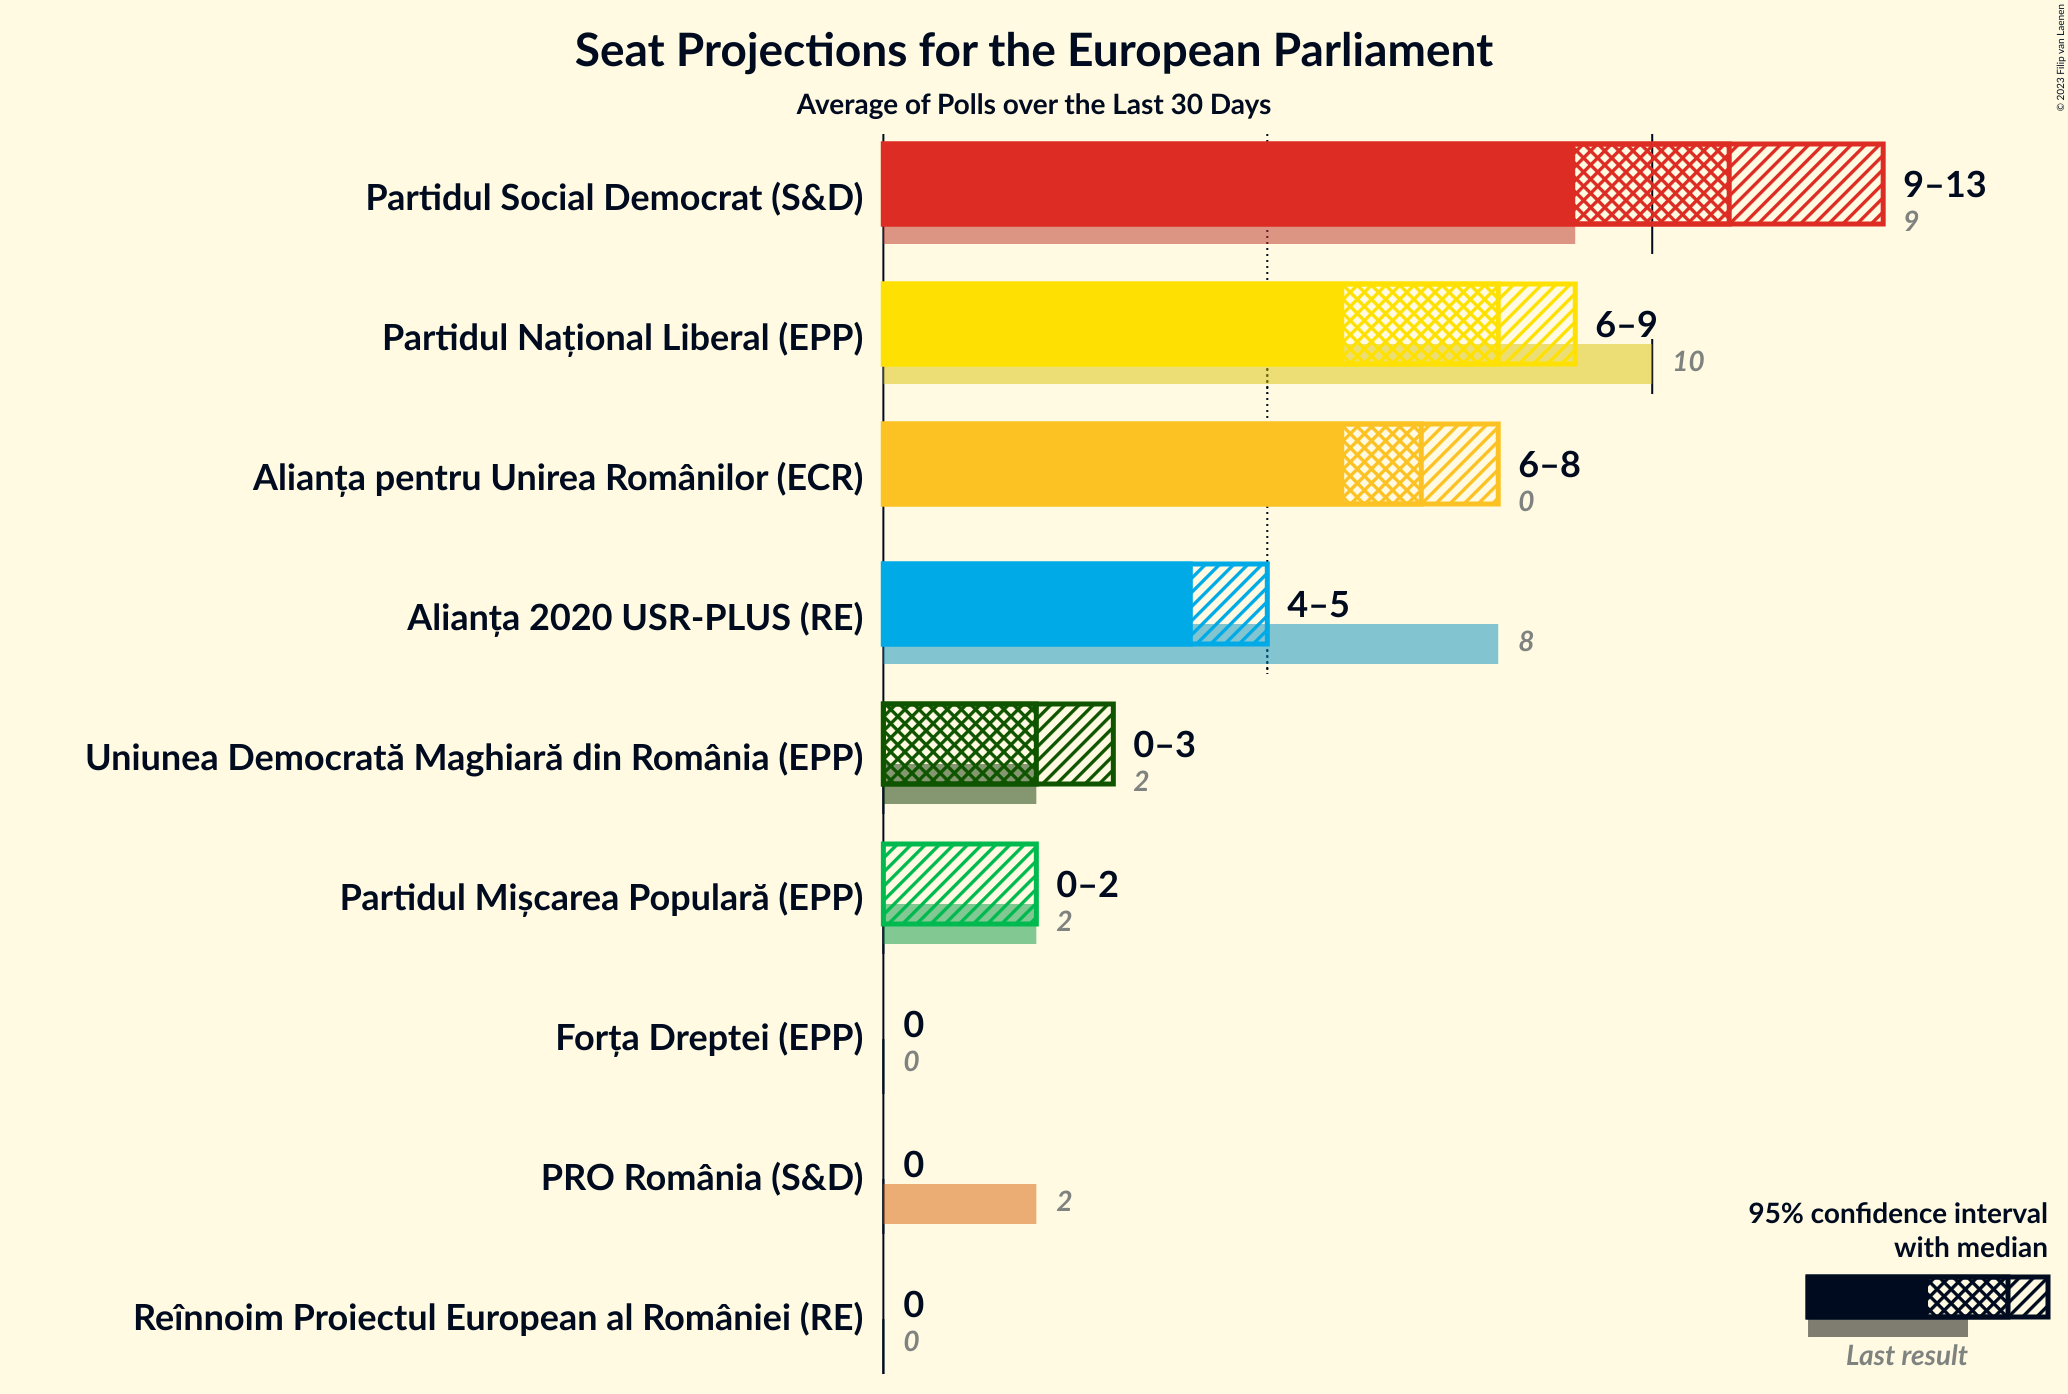 Seat Projections for the European Parliament
Average of Polls over the Last 30 Days
© 2023 Filip van Laenen
Partidul Social Democrat (S&D)
9–13
9
Partidul Național Liberal (EPP)
6–9
10
Alianța pentru Unirea Românilor (ECR)
6–8
0
Alianța 2020 USR-PLUS (RE)
4–5
8
Uniunea Democrată Maghiară din România (EPP)
0–3
2
Partidul Mișcarea Populară (EPP)
0–2
2
Forța Dreptei (EPP)
0
0
PRO România (S&D)
0
2
Reînnoim Proiectul European al României (RE)
0
0
95% confidence interval
with median
Last result